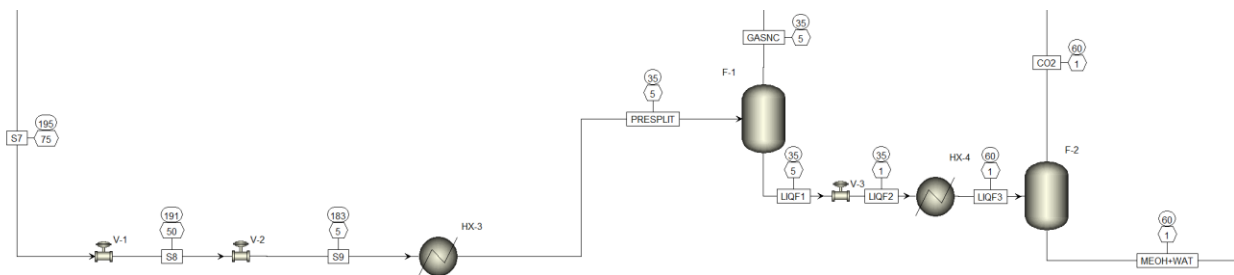 35
5
GASNC
60
1
CO2
F-1
35
5
PRESPLIT
195
75
S7
35
5
LIQF1
V-3
35
1
LIQF2
HX-4
60
1
LIQF3
F-2
V-1
191
50
S8
V-2
183
5
S9
HX-3
60
1
MEOH+WAT